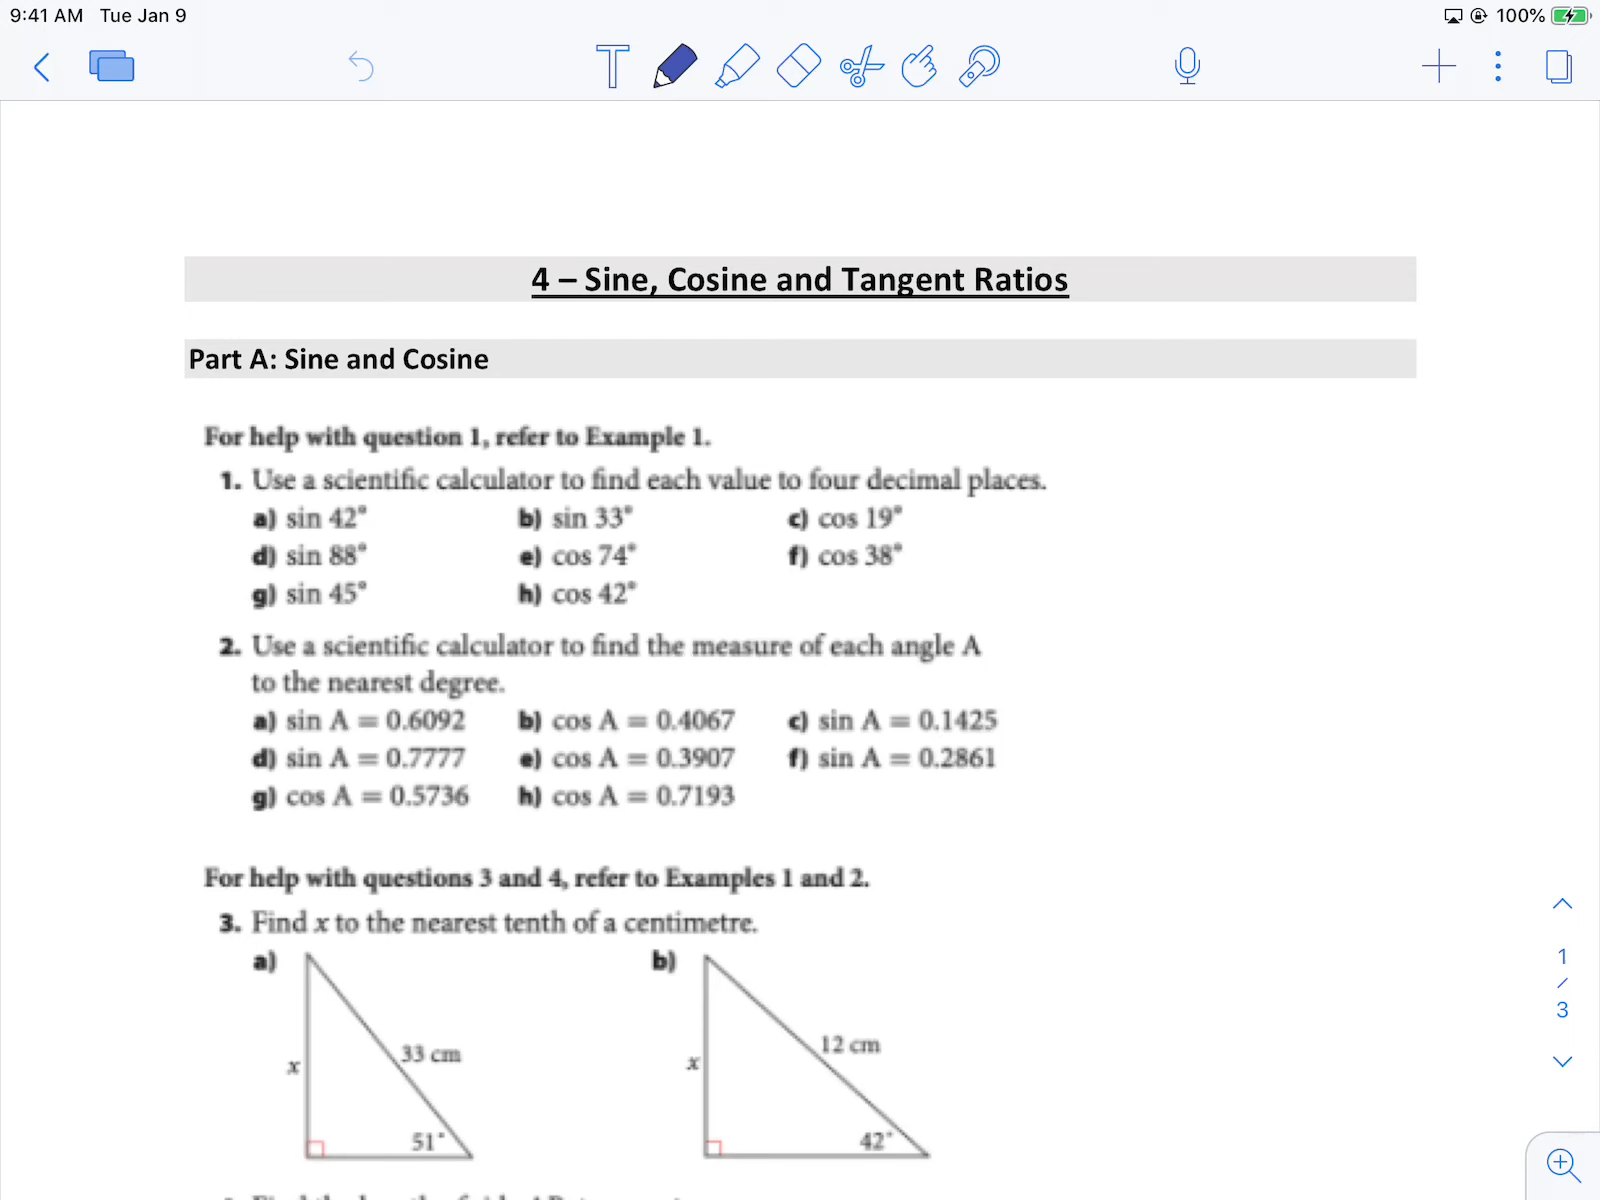 9:41 AM Tue Jan 9 100%
4 – Sine, Cosine and Tangent Ratios
Part A: Sine and Cosine
For help with question 1, refer to Example 1.
1. Use a scientific calculator to find each value to four decimal places.
a) sin 42° b) sin 33° c) cos 19°
d) sin 88° e) cos 74° f) cos 38°
g) sin 45° h) cos 42°
2. Use a scientific calculator to find the measure of each angle A
to the nearest degree.
a) sin A = 0.6092 b) cos A = 0.4067 c) sin A = 0.1425
d) sin A = 0.7777 e) cos A = 0.3907 f) sin A = 0.2861
g) cos A = 0.5736 h) cos A = 0.7193
For help with questions 3 and 4, refer to Examples 1 and 2.
3. Find x to the nearest tenth of a centimetre.
a) b)
33 cm 12 cm
x x
51° 42°
1
/
3